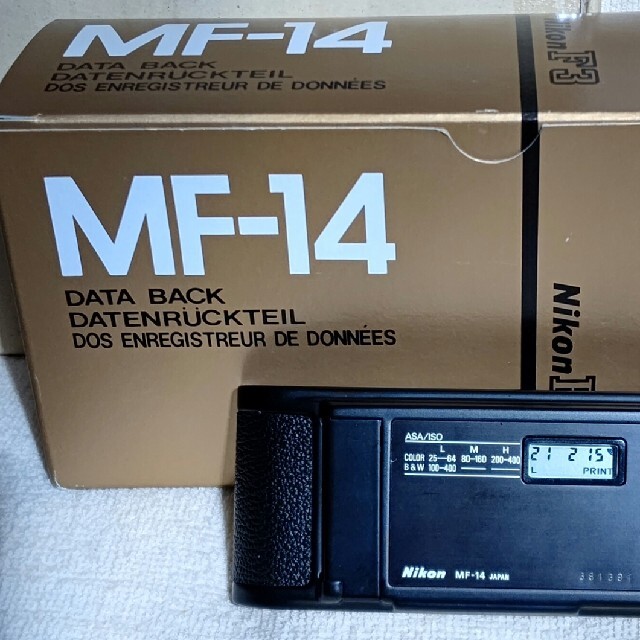 MF-14
DATA BACK
DATENRÜCKTEIL
DOS ENREGISTREUR DE DONNÉES
Nikon F3
MF-14
DATA BACK
DATENRÜCKTEIL
DOS ENREGISTREUR DE DONNÉES
Nikon
ASA/ISO
L M H
COLOR 25-64 80-160 200-400
B&W 100-400
21 2 15
L PRINT
Nikon MF-14 JAPAN